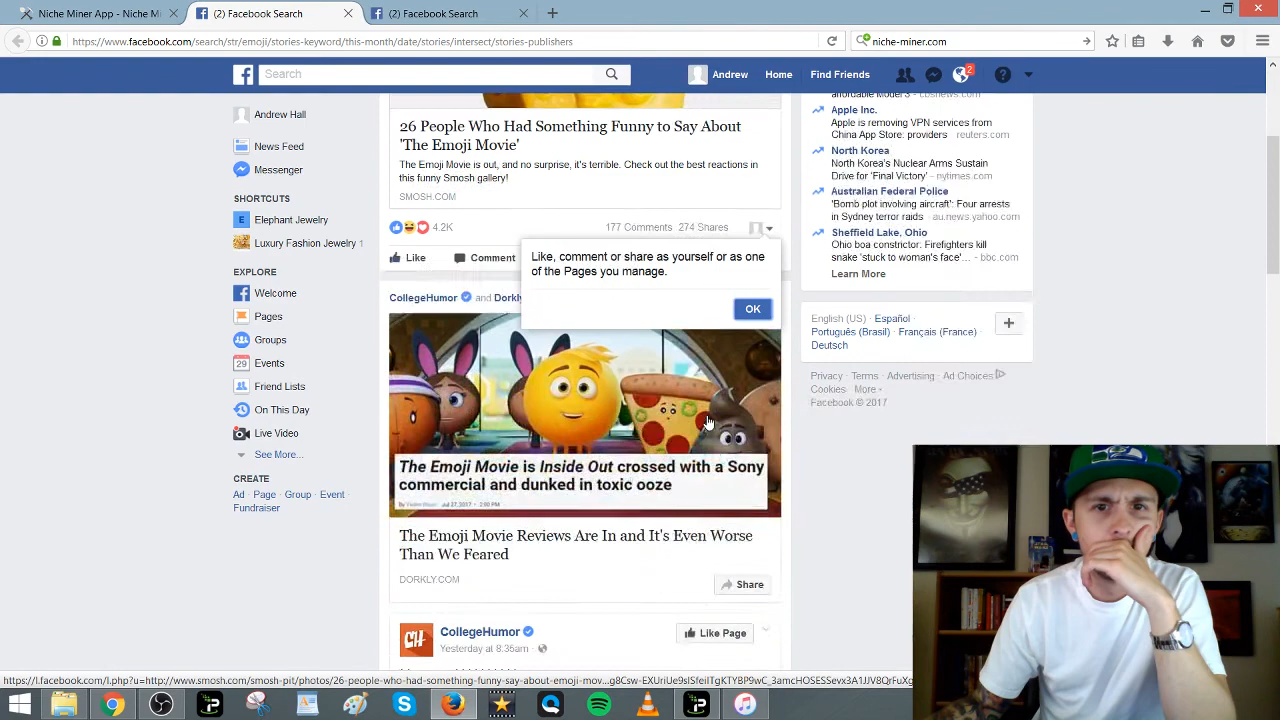 Niche Miner App - Niche Mi
(2) Facebook Search
(2) Facebook Search
https://www.facebook.com/search/str/emoji/stories-keyword/this-month/date/stories/intersect/stories-publishers
niche-miner.com
Search
Andrew
Home
Find Friends
2
Andrew Hall
News Feed
Messenger
SHORTCUTS
E Elephant Jewelry
Luxury Fashion Jewelry 1
EXPLORE
Welcome
Pages
Groups
29 Events
Friend Lists
On This Day
Live Video
See More...
CREATE
Ad · Page · Group · Event ·
Fundraiser
26 People Who Had Something Funny to Say About
'The Emoji Movie'
The Emoji Movie is out, and no surprise, it's terrible. Check out the best reactions in
this funny Smosh gallery!
SMOSH.COM
4.2K
177 Comments 274 Shares
Like
Comment
Like, comment or share as yourself or as one
of the Pages you manage.
OK
CollegeHumor and Dorkly
The Emoji Movie is Inside Out crossed with a Sony
commercial and dunked in toxic ooze
The Emoji Movie Reviews Are In and It's Even Worse
Than We Feared
DORKLY.COM
Share
CH
CollegeHumor
Yesterday at 8:35am ·
Like Page
affordable Model 3 - cbsnews.com
Apple Inc.
Apple is removing VPN services from
China App Store: providers reuters.com
North Korea
North Korea's Nuclear Arms Sustain
Drive for 'Final Victory' - nytimes.com
Australian Federal Police
'Bomb plot involving aircraft': Four arrests
in Sydney terror raids - au.news.yahoo.com
Sheffield Lake, Ohio
Ohio boa constrictor: Firefighters kill
snake 'stuck to woman's face'... - bbc.com
Learn More
English (US) · Español ·
Português (Brasil) · Français (France) ·
Deutsch
Privacy · Terms · Advertising · Ad Choices
Cookies · More
Facebook © 2017